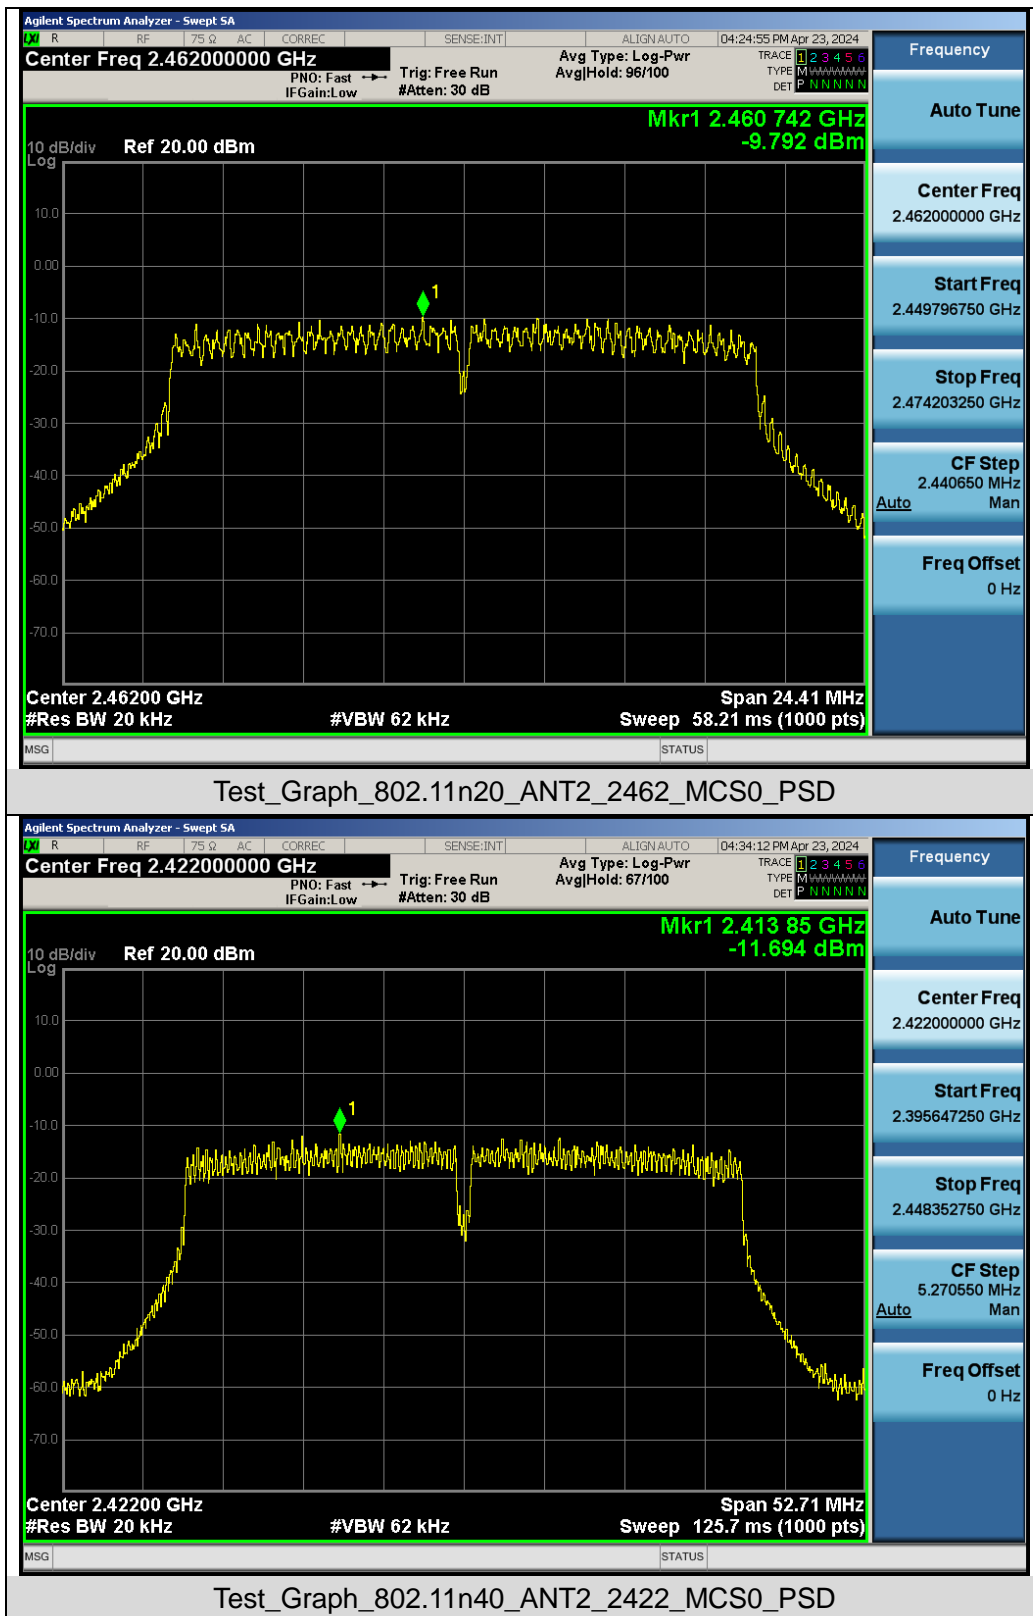 Agilent Spectrum Analyzer - Swept SA
LXI R RF 75 Ω AC CORREC SENSE:INT ALIGN AUTO 04:24:55 PM Apr 23, 2024
Center Freq 2.462000000 GHz
PNO: Fast
IFGain:Low
Trig: Free Run
#Atten: 30 dB
Avg Type: Log-Pwr
Avg|Hold: 96/100
TRACE 1 2 3 4 5 6
TYPE M WWWWW
DET P N N N N N
Mkr1 2.460 742 GHz
-9.792 dBm
10 dB/div
Log
Ref 20.00 dBm
10.0
0.00
-10.0
-20.0
-30.0
-40.0
-50.0
-60.0
-70.0
1
Center 2.46200 GHz
Span 24.41 MHz
#Res BW 20 kHz
#VBW 62 kHz
Sweep 58.21 ms (1000 pts)
MSG
STATUS
Frequency
Auto Tune
Center Freq
2.462000000 GHz
Start Freq
2.449796750 GHz
Stop Freq
2.474203250 GHz
CF Step
2.440650 MHz
Auto Man
Freq Offset
0 Hz
Test_Graph_802.11n20_ANT2_2462_MCS0_PSD
Agilent Spectrum Analyzer - Swept SA
LXI R RF 75 Ω AC CORREC SENSE:INT ALIGN AUTO 04:34:12 PM Apr 23, 2024
Center Freq 2.422000000 GHz
PNO: Fast
IFGain:Low
Trig: Free Run
#Atten: 30 dB
Avg Type: Log-Pwr
Avg|Hold: 67/100
TRACE 1 2 3 4 5 6
TYPE M WWWWW
DET P N N N N N
Mkr1 2.413 85 GHz
-11.694 dBm
10 dB/div
Log
Ref 20.00 dBm
10.0
0.00
-10.0
-20.0
-30.0
-40.0
-50.0
-60.0
-70.0
1
Center 2.42200 GHz
Span 52.71 MHz
#Res BW 20 kHz
#VBW 62 kHz
Sweep 125.7 ms (1000 pts)
MSG
STATUS
Frequency
Auto Tune
Center Freq
2.422000000 GHz
Start Freq
2.395647250 GHz
Stop Freq
2.448352750 GHz
CF Step
5.270550 MHz
Auto Man
Freq Offset
0 Hz
Test_Graph_802.11n40_ANT2_2422_MCS0_PSD